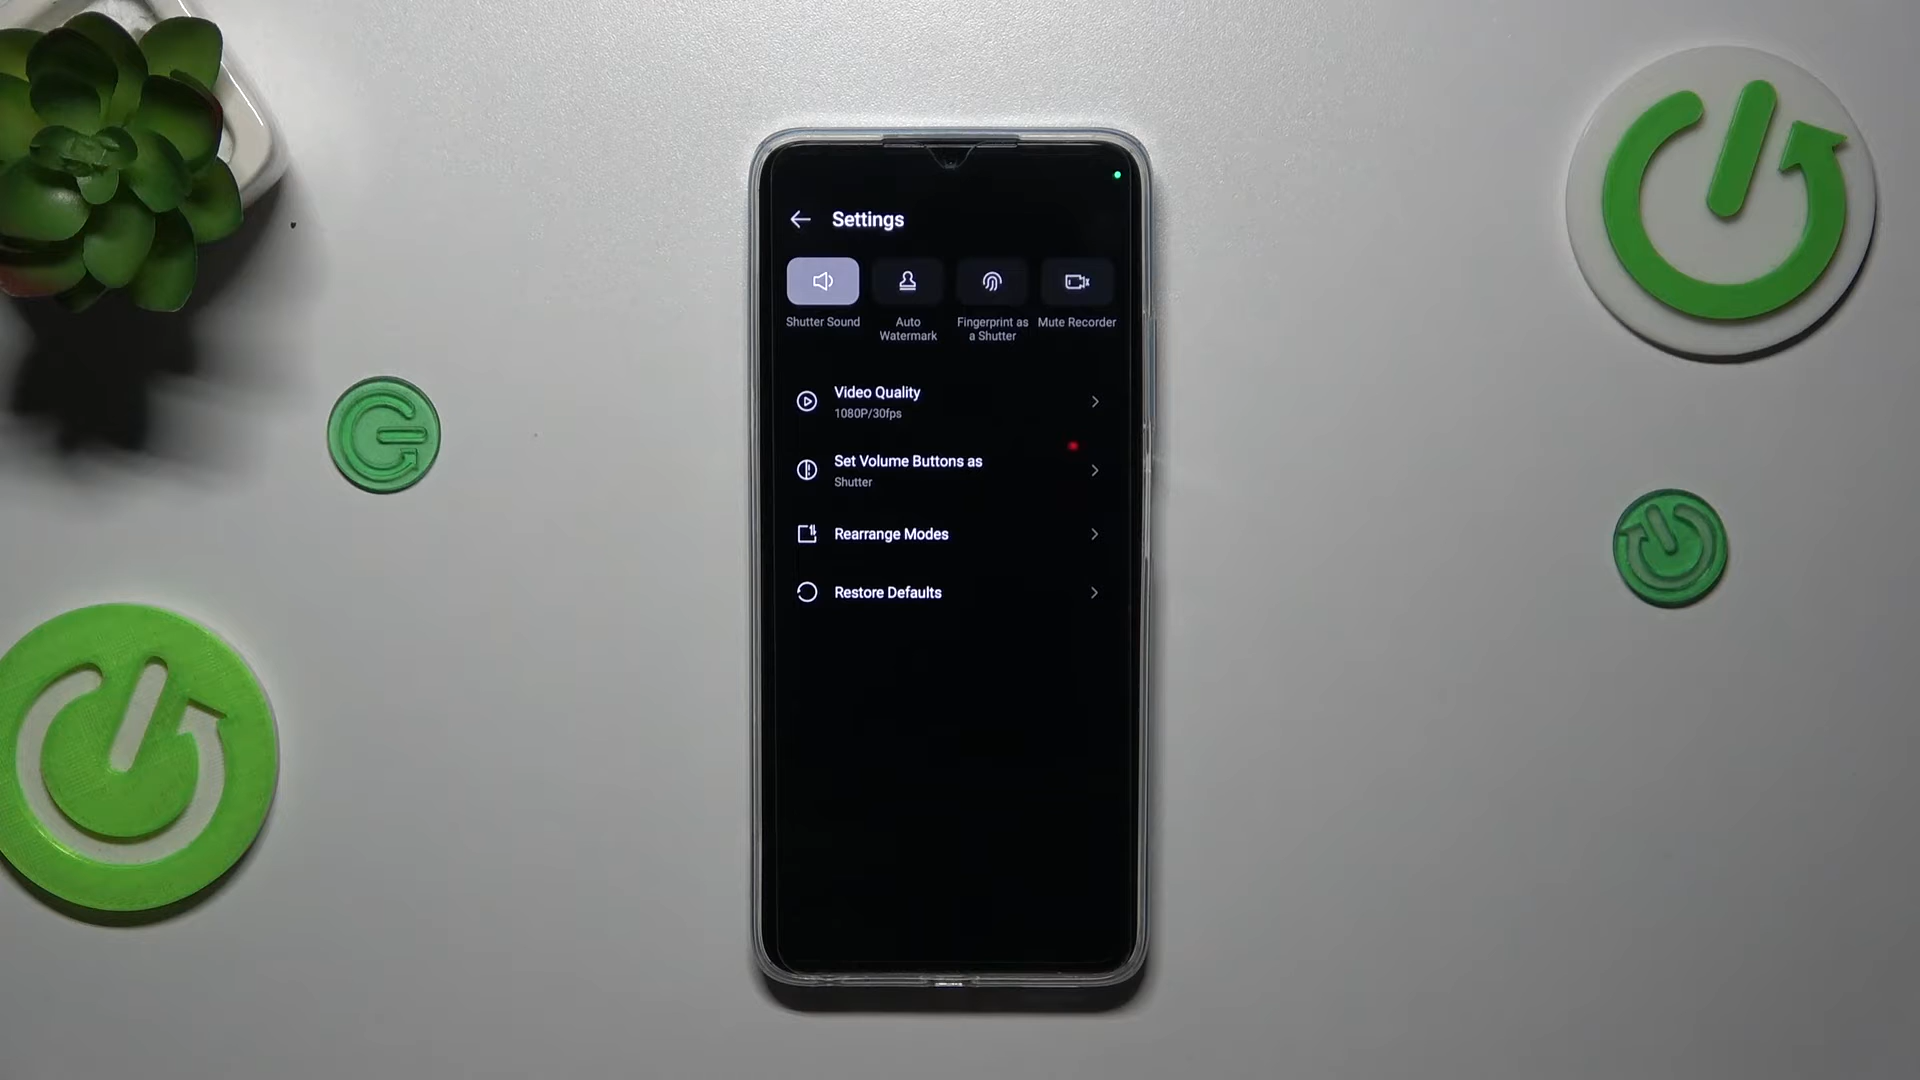 Settings
Shutter Sound
Auto
Watermark
Fingerprint as
a Shutter
Mute Recorder
Video Quality
1080P/30fps
Set Volume Buttons as
Shutter
Rearrange Modes
Restore Defaults